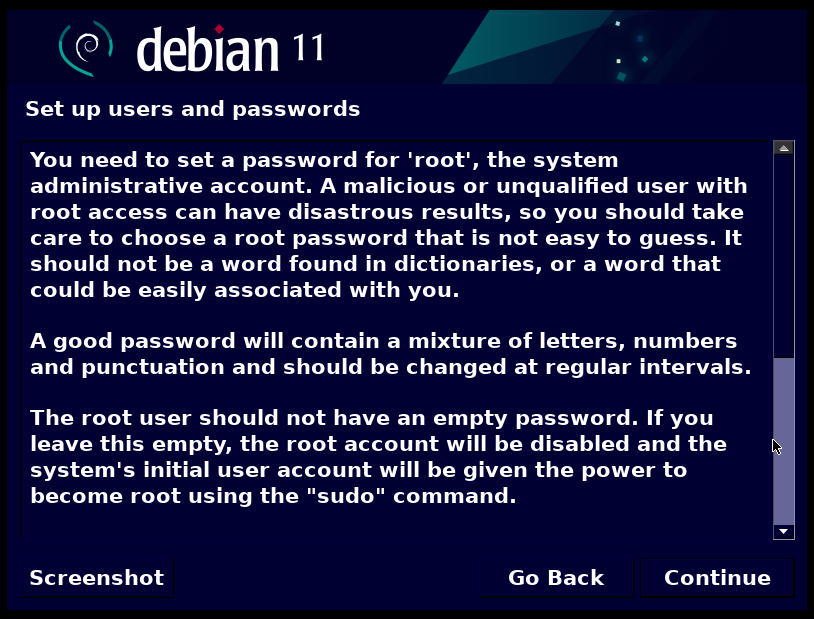 debian 11
Set up users and passwords
You need to set a password for 'root', the system
administrative account. A malicious or unqualified user with
root access can have disastrous results, so you should take
care to choose a root password that is not easy to guess. It
should not be a word found in dictionaries, or a word that
could be easily associated with you.
A good password will contain a mixture of letters, numbers
and punctuation and should be changed at regular intervals.
The root user should not have an empty password. If you
leave this empty, the root account will be disabled and the
system's initial user account will be given the power to
become root using the "sudo" command.
Screenshot
Go Back
Continue